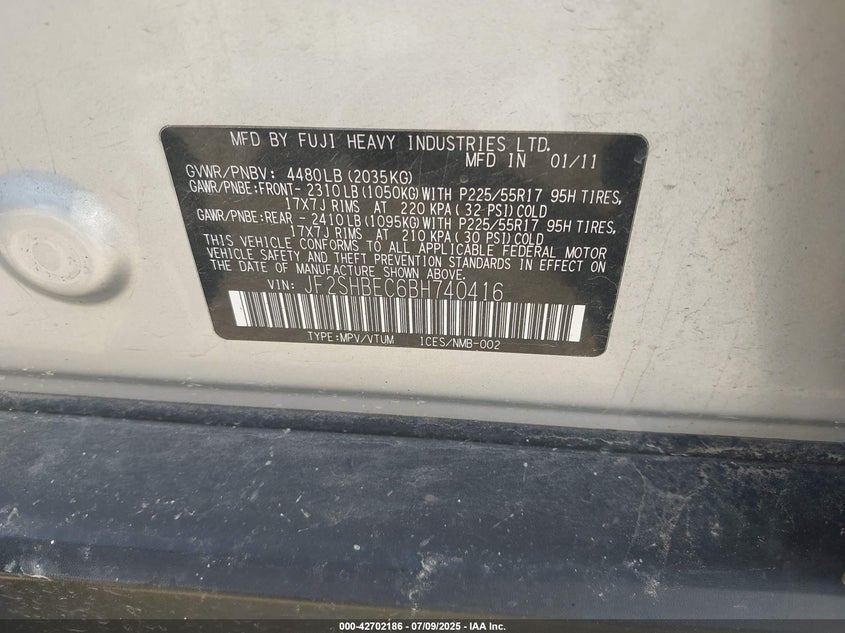 MFD BY FUJI HEAVY INDUSTRIES LTD.
MFD IN 01/11
GVWR/PNBV: 4480LB(2035KG)
GAWR/PNBE:FRONT- 2310LB(1050KG)WITH P225/55R17 95H TIRES,
17X7J RIMS AT 220 KPA(32 PSI)COLD
GAWR/PNBE:REAR - 2410LB(1095KG)WITH P225/55R17 95H TIRES,
17X7J RIMS AT 210 KPA(30 PSI)COLD
THIS VEHICLE CONFORMS TO ALL APPLICABLE FEDERAL MOTOR
VEHICLE SAFETY AND THEFT PREVENTION STANDARDS IN EFFECT ON
THE DATE OF MANUFACTURE SHOWN ABOVE.
VIN: JF2SHBEC6BH740416
TYPE:MPV/VTUM 1CES/NMB-002
000-42702186 - 07/09/2025 - IAA Inc.